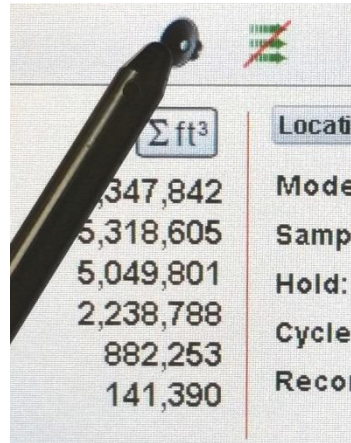 Σft³
Locati
,347,842
Mode
5,318,605
Samp
5,049,801
Hold:
2,238,788
Cycle
882,253
Recor
141,390